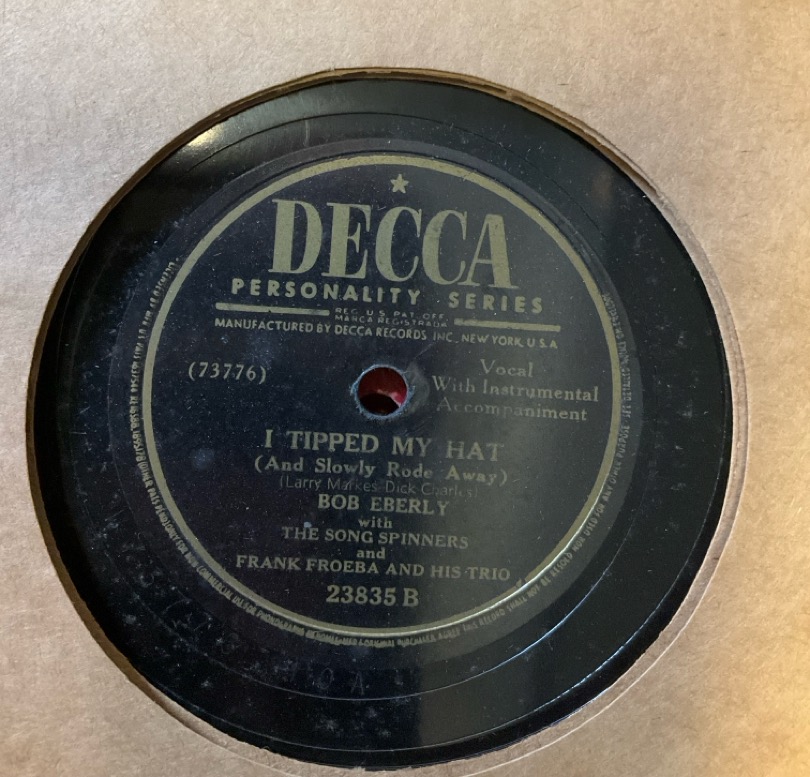 DECCA
PERSONALITY SERIES
REG. U.S. PAT. OFF.
MARCA REGISTRADA
MANUFACTURED BY DECCA RECORDS INC., NEW YORK, U.S.A
(73776)
Vocal
With Instrumental
Accompaniment
I TIPPED MY HAT
(And Slowly Rode Away)
(Larry Markes-Dick Charles)
BOB EBERLY
with
THE SONG SPINNERS
and
FRANK FROEBA AND HIS TRIO
23835 B